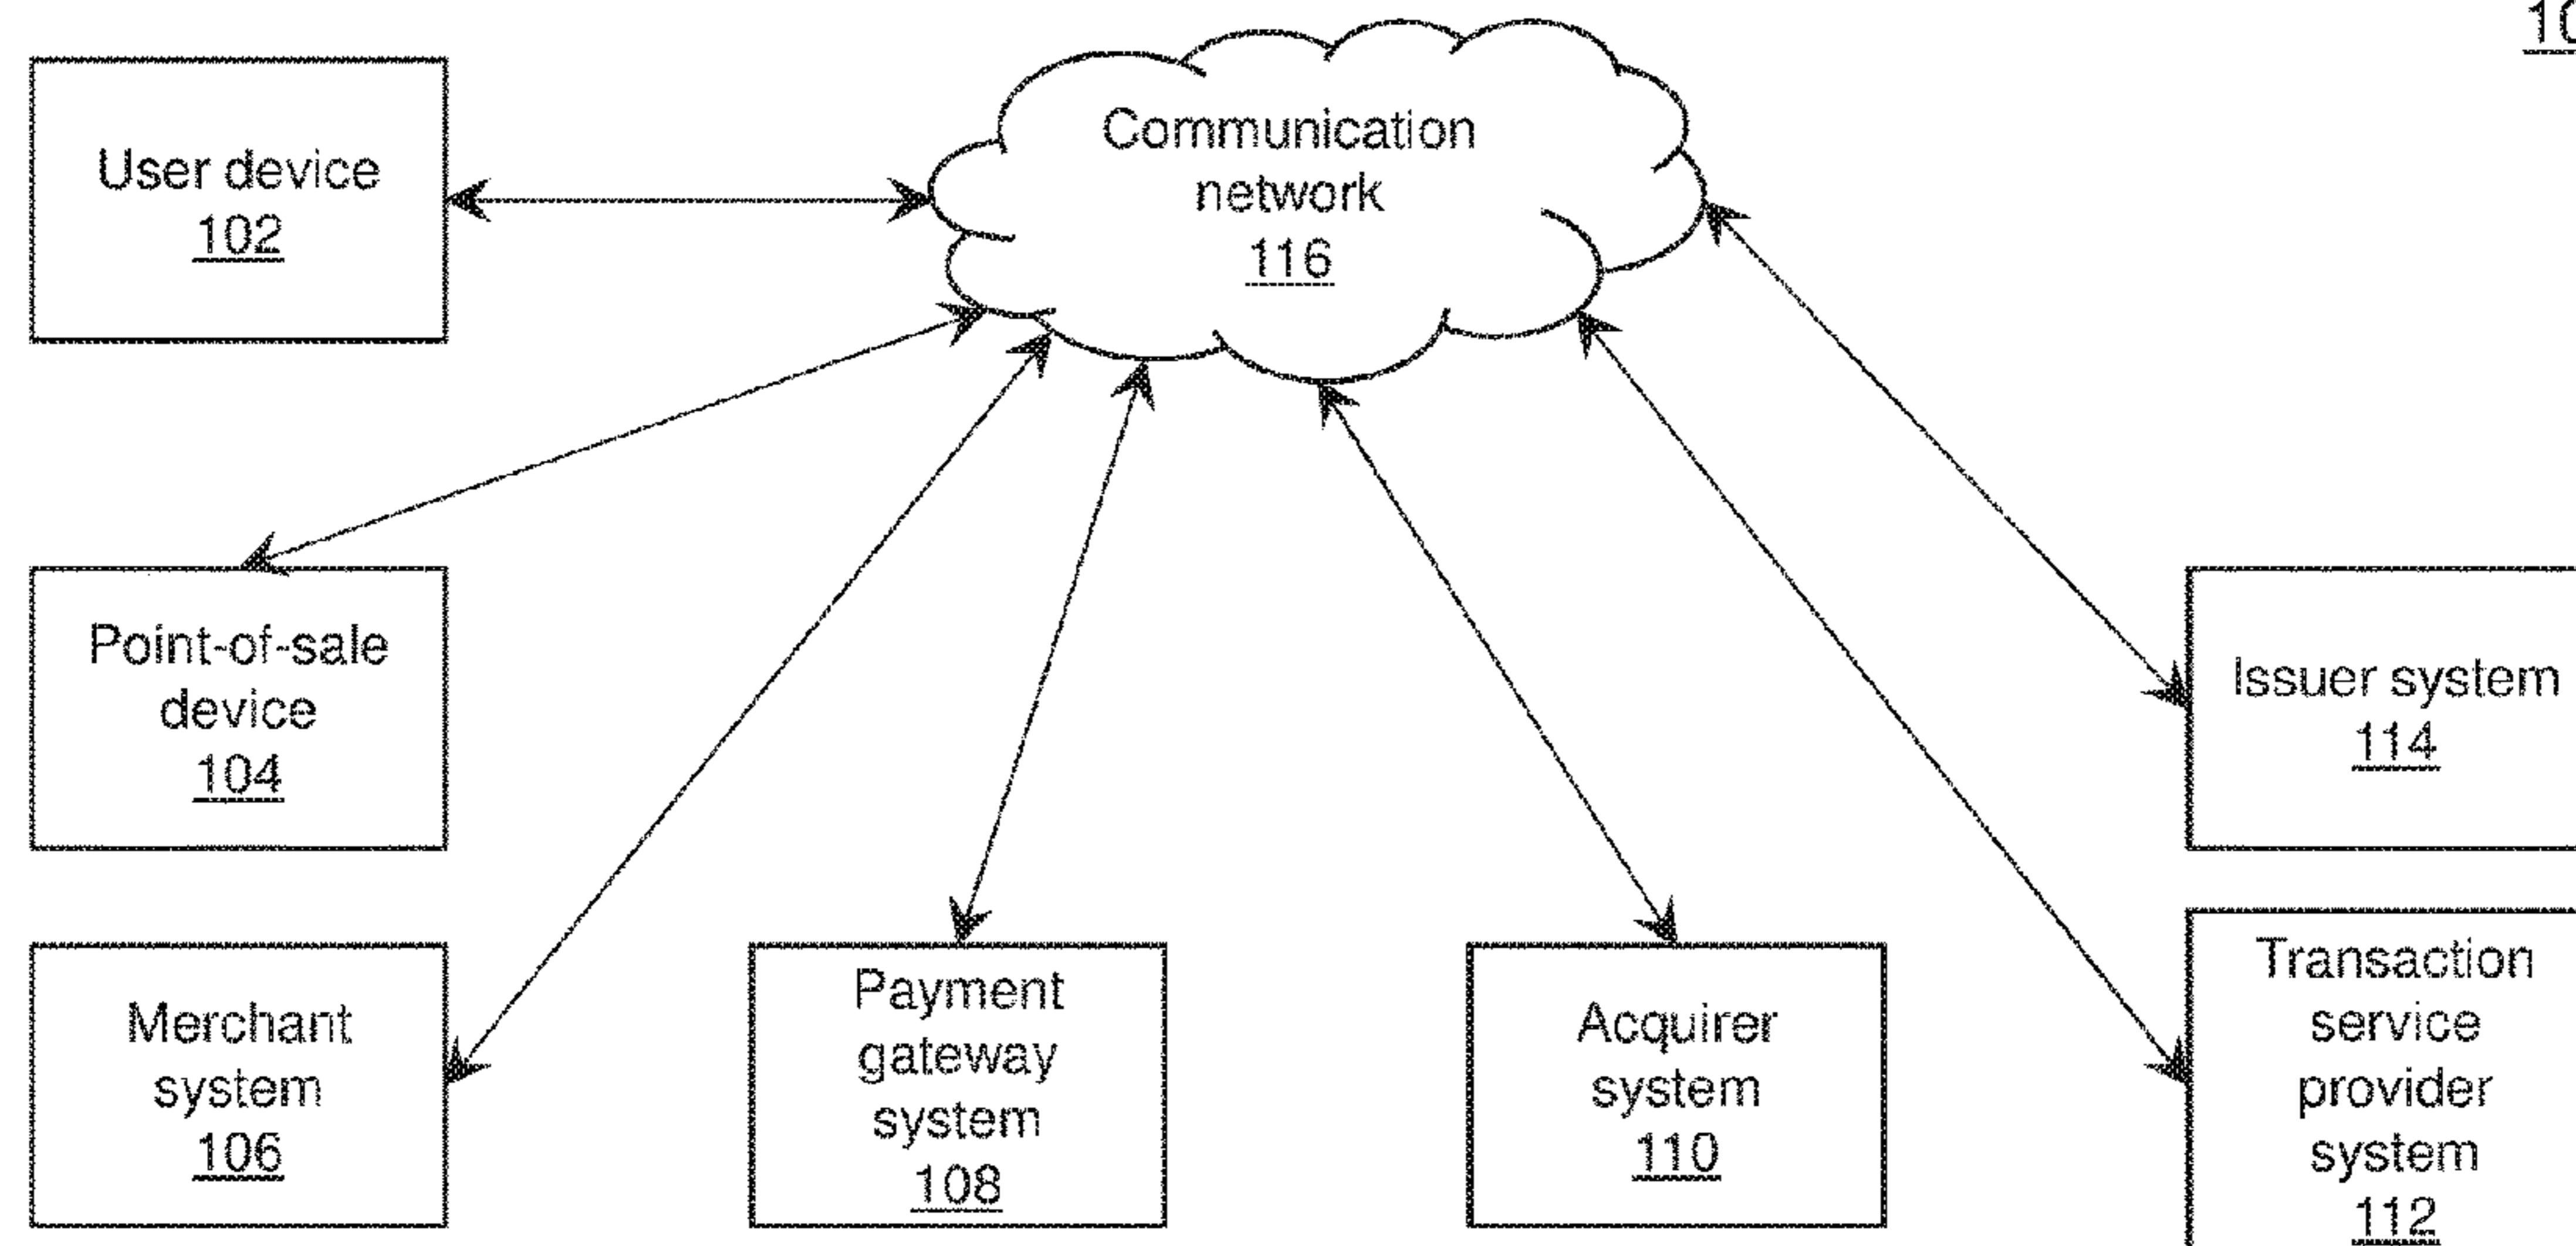 User device
102
Communication
network
116
Point-of-sale
device
104
Issuer system
114
Merchant
system
106
Payment
gateway
system
108
Acquirer
system
110
Transaction
service
provider
system
112